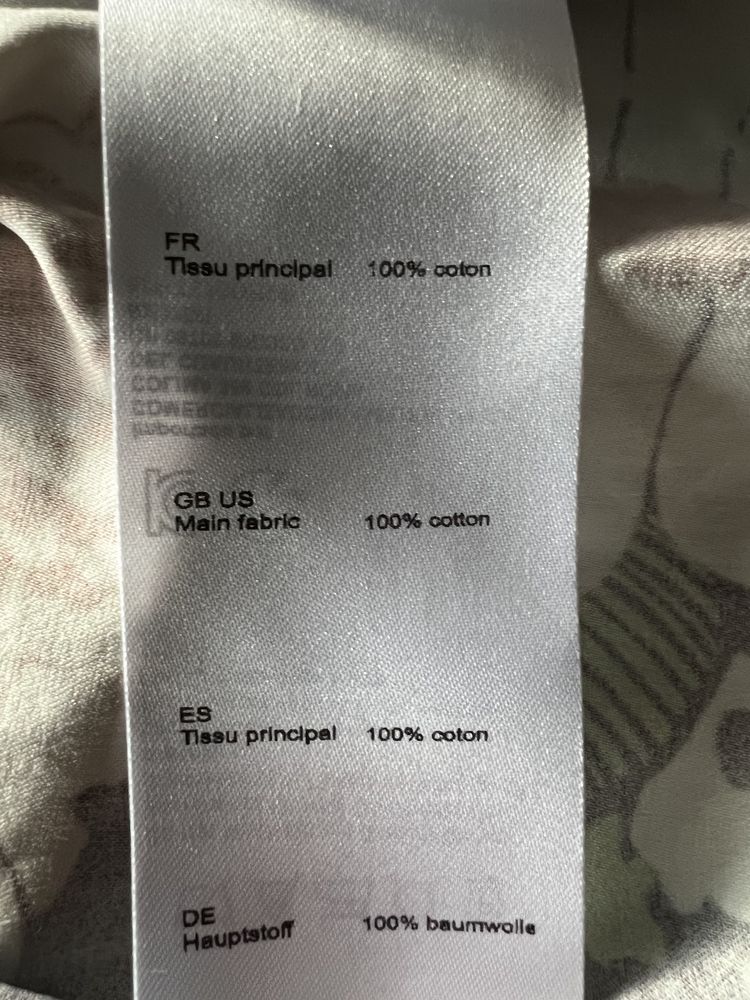 FR
Tissu principal 100% coton
GB US
Main fabric 100% cotton
ES
Tissu principal 100% coton
DE
Hauptstoff 100% baumwolle